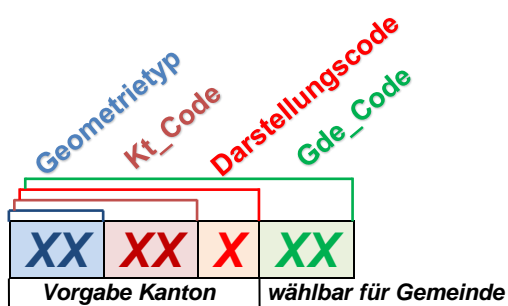 Geometrietyp
Kt_Code
Darstellungscode
Gde_Code
XX XX X XX
Vorgabe Kanton wählbar für Gemeinde